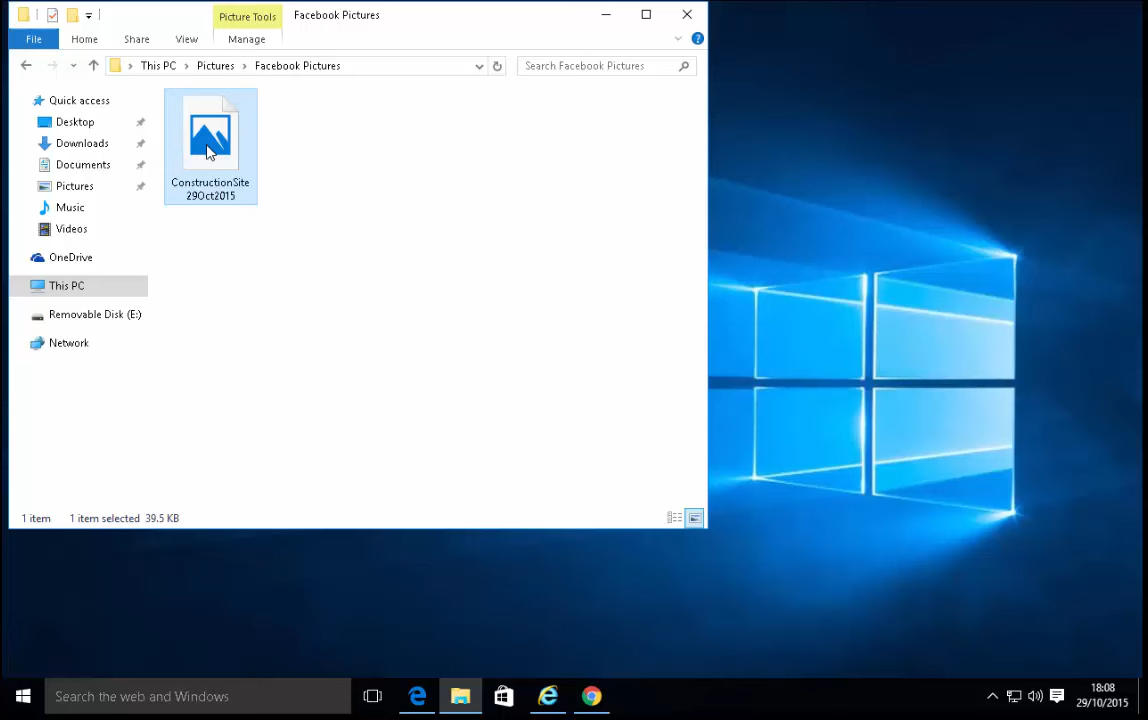 Picture Tools
Facebook Pictures
File
Home
Share
View
Manage
This PC
Pictures
Facebook Pictures
Search Facebook Pictures
Quick access
Desktop
Downloads
Documents
Pictures
Music
Videos
OneDrive
This PC
Removable Disk (E:)
Network
ConstructionSite
29Oct2015
1 item
1 item selected 39.5 KB
Search the web and Windows
18:08
29/10/2015